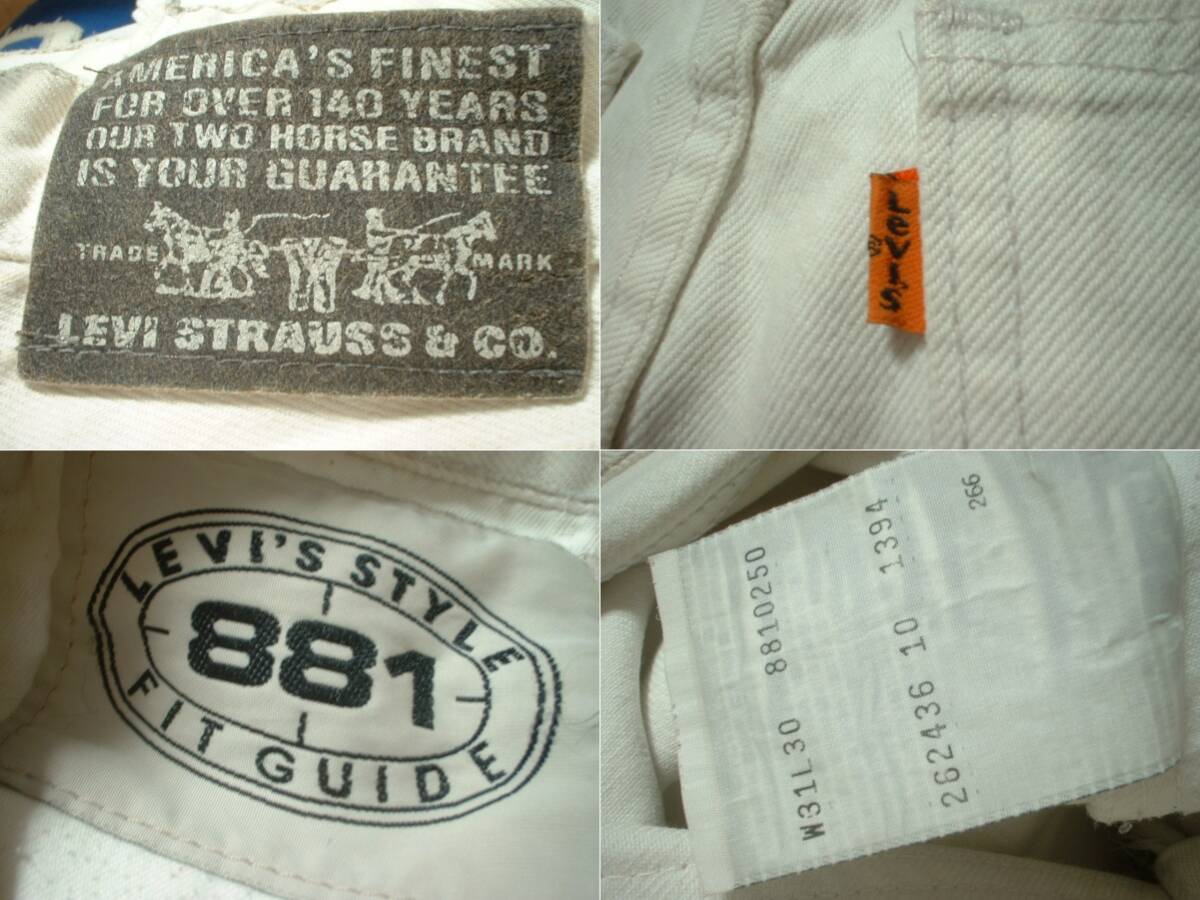 AMERICA'S FINEST
FOR OVER 140 YEARS
OUR TWO HORSE BRAND
IS YOUR GUARANTEE
TRADE MARK
LEVI STRAUSS & CO.
LEVI'S
®
LEVI'S STYLE
881
FIT GUIDE
W31L30 8810250
262436 10 1394
266